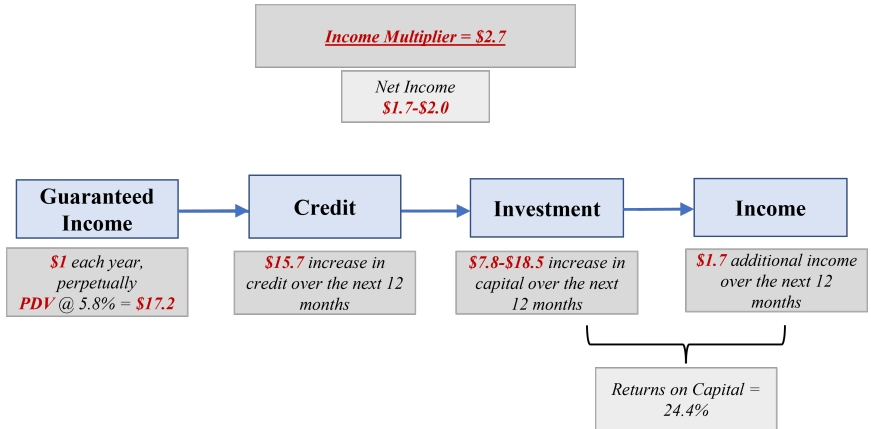 Income Multiplier = $2.7
Net Income
$1.7-$2.0
Guaranteed
Income
Credit
Investment
Income
$1 each year,
perpetually
PDV @ 5.8% = $17.2
$15.7 increase in
credit over the next 12
months
$7.8-$18.5 increase in
capital over the next
12 months
$1.7 additional income
over the next 12
months
Returns on Capital =
24.4%